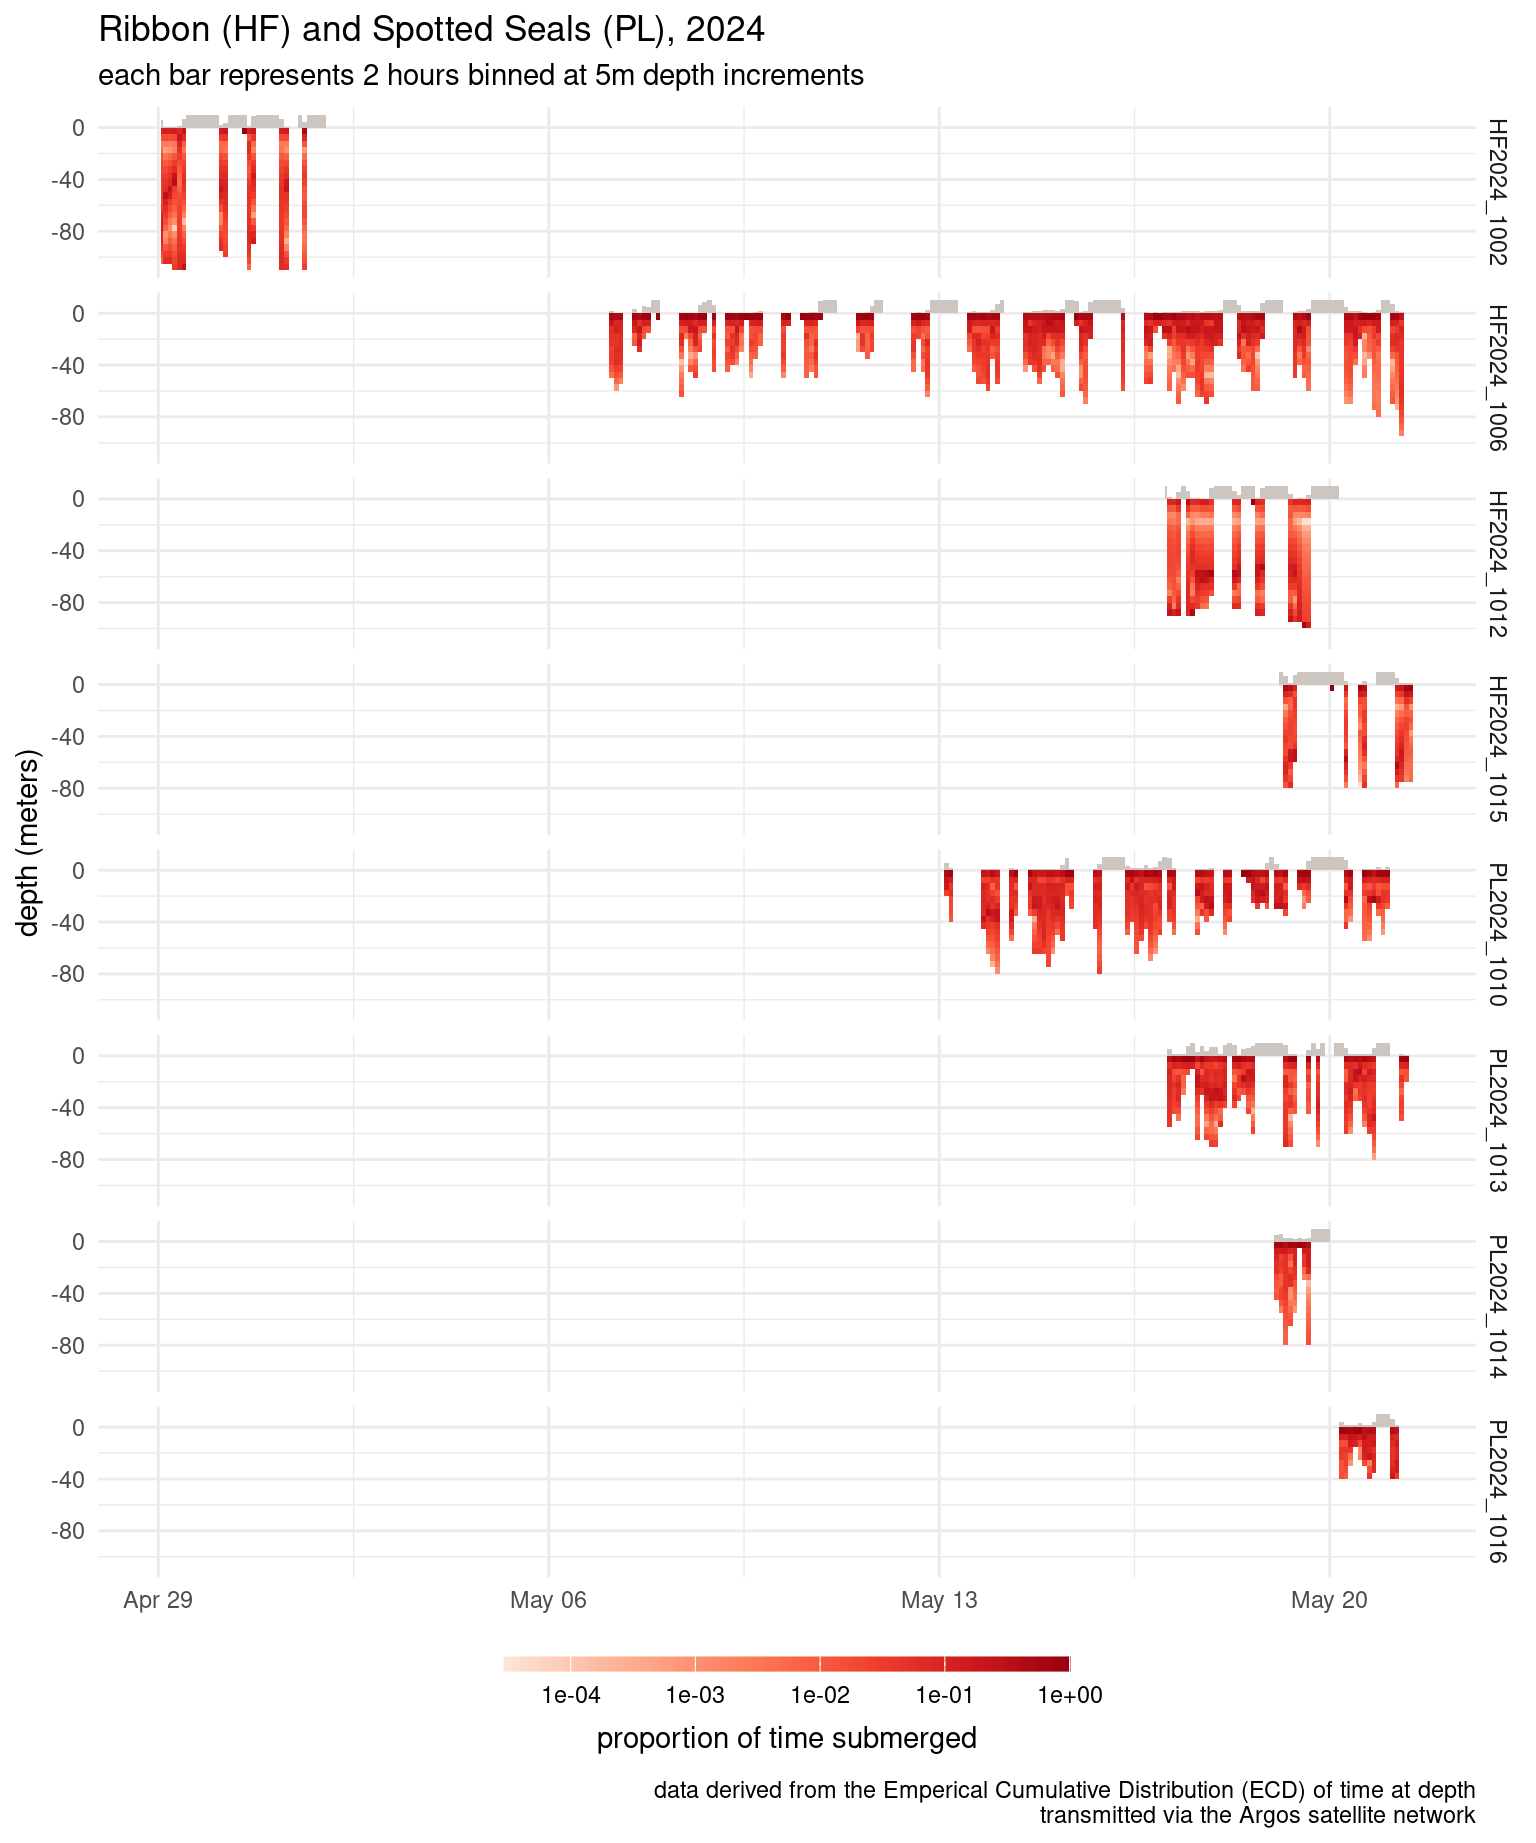 Ribbon (HF) and Spotted Seals (PL), 2024
each bar represents 2 hours binned at 5m depth increments
0
-40
-80
HF2024_1002
0
-40
-80
HF2024_1006
0
-40
-80
HF2024_1012
0
-40
-80
HF2024_1015
depth (meters)
0
-40
-80
PL2024_1010
0
-40
-80
PL2024_1013
0
-40
-80
PL2024_1014
0
-40
-80
PL2024_1016
Apr 29 May 06 May 13 May 20
1e-04 1e-03 1e-02 1e-01 1e+00
proportion of time submerged
data derived from the Emperical Cumulative Distribution (ECD) of time at depth
transmitted via the Argos satellite network